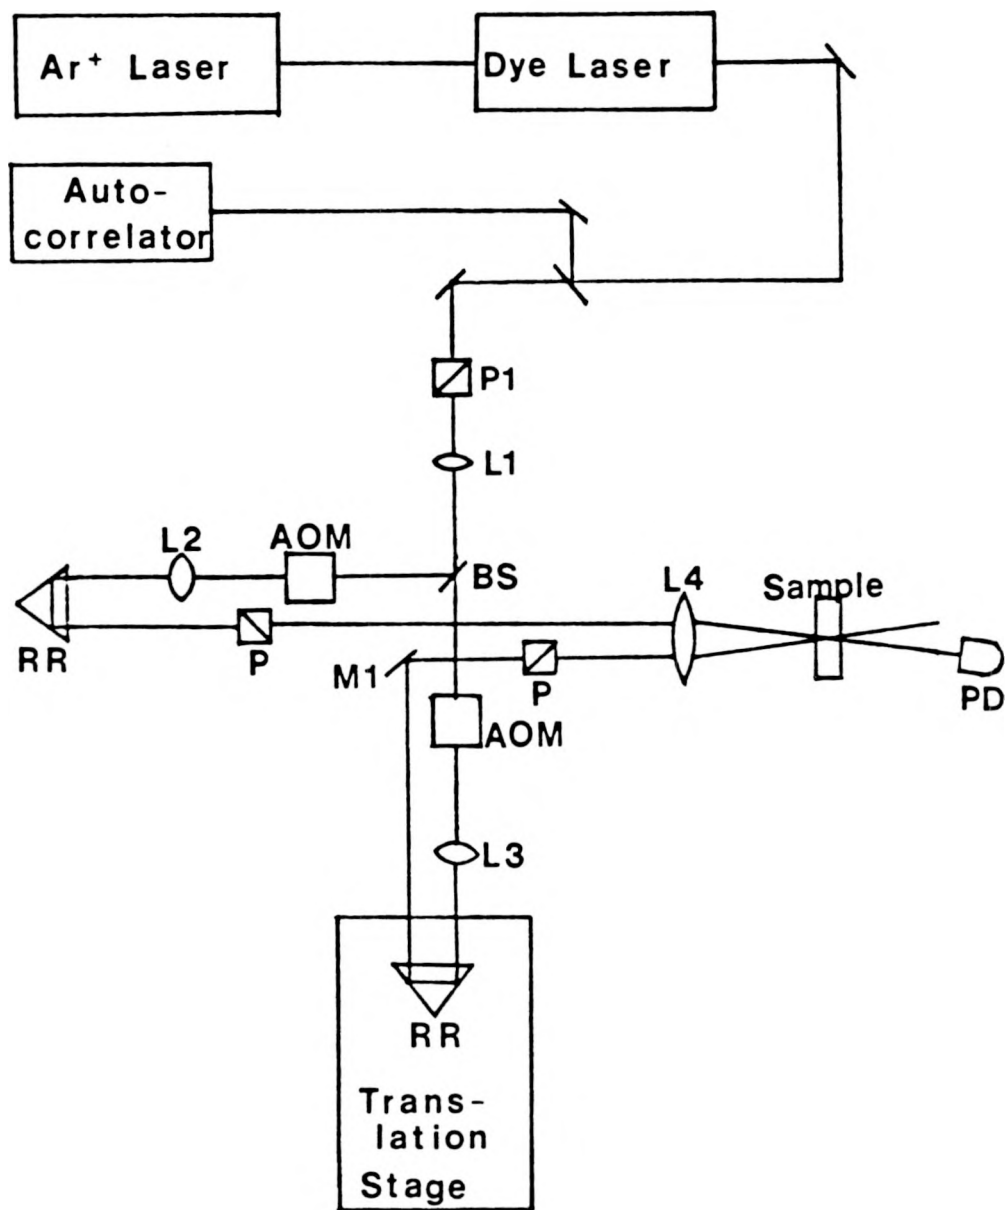 Ar+ Laser
Dye Laser
Auto-
correlator
P1
L1
L2
AOM
BS
L4
Sample
RR
P
M1
P
PD
AOM
L3
RR
Trans-
lation
Stage